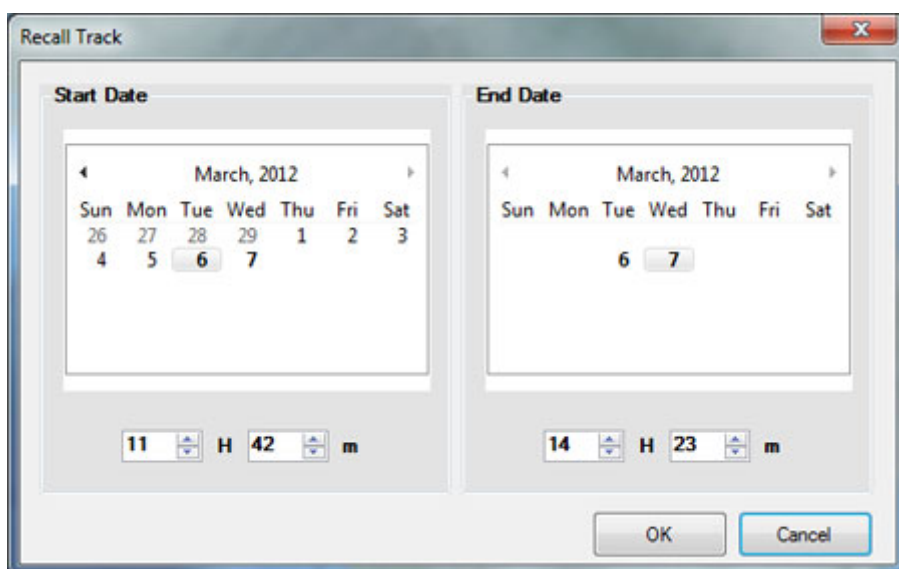 Recall Track
Start Date
March, 2012
Sun Mon Tue Wed Thu Fri Sat
26 27 28 29 1 2 3
4 5 6 7
11 H 42 m
End Date
March, 2012
Sun Mon Tue Wed Thu Fri Sat
6 7
14 H 23 m
OK Cancel